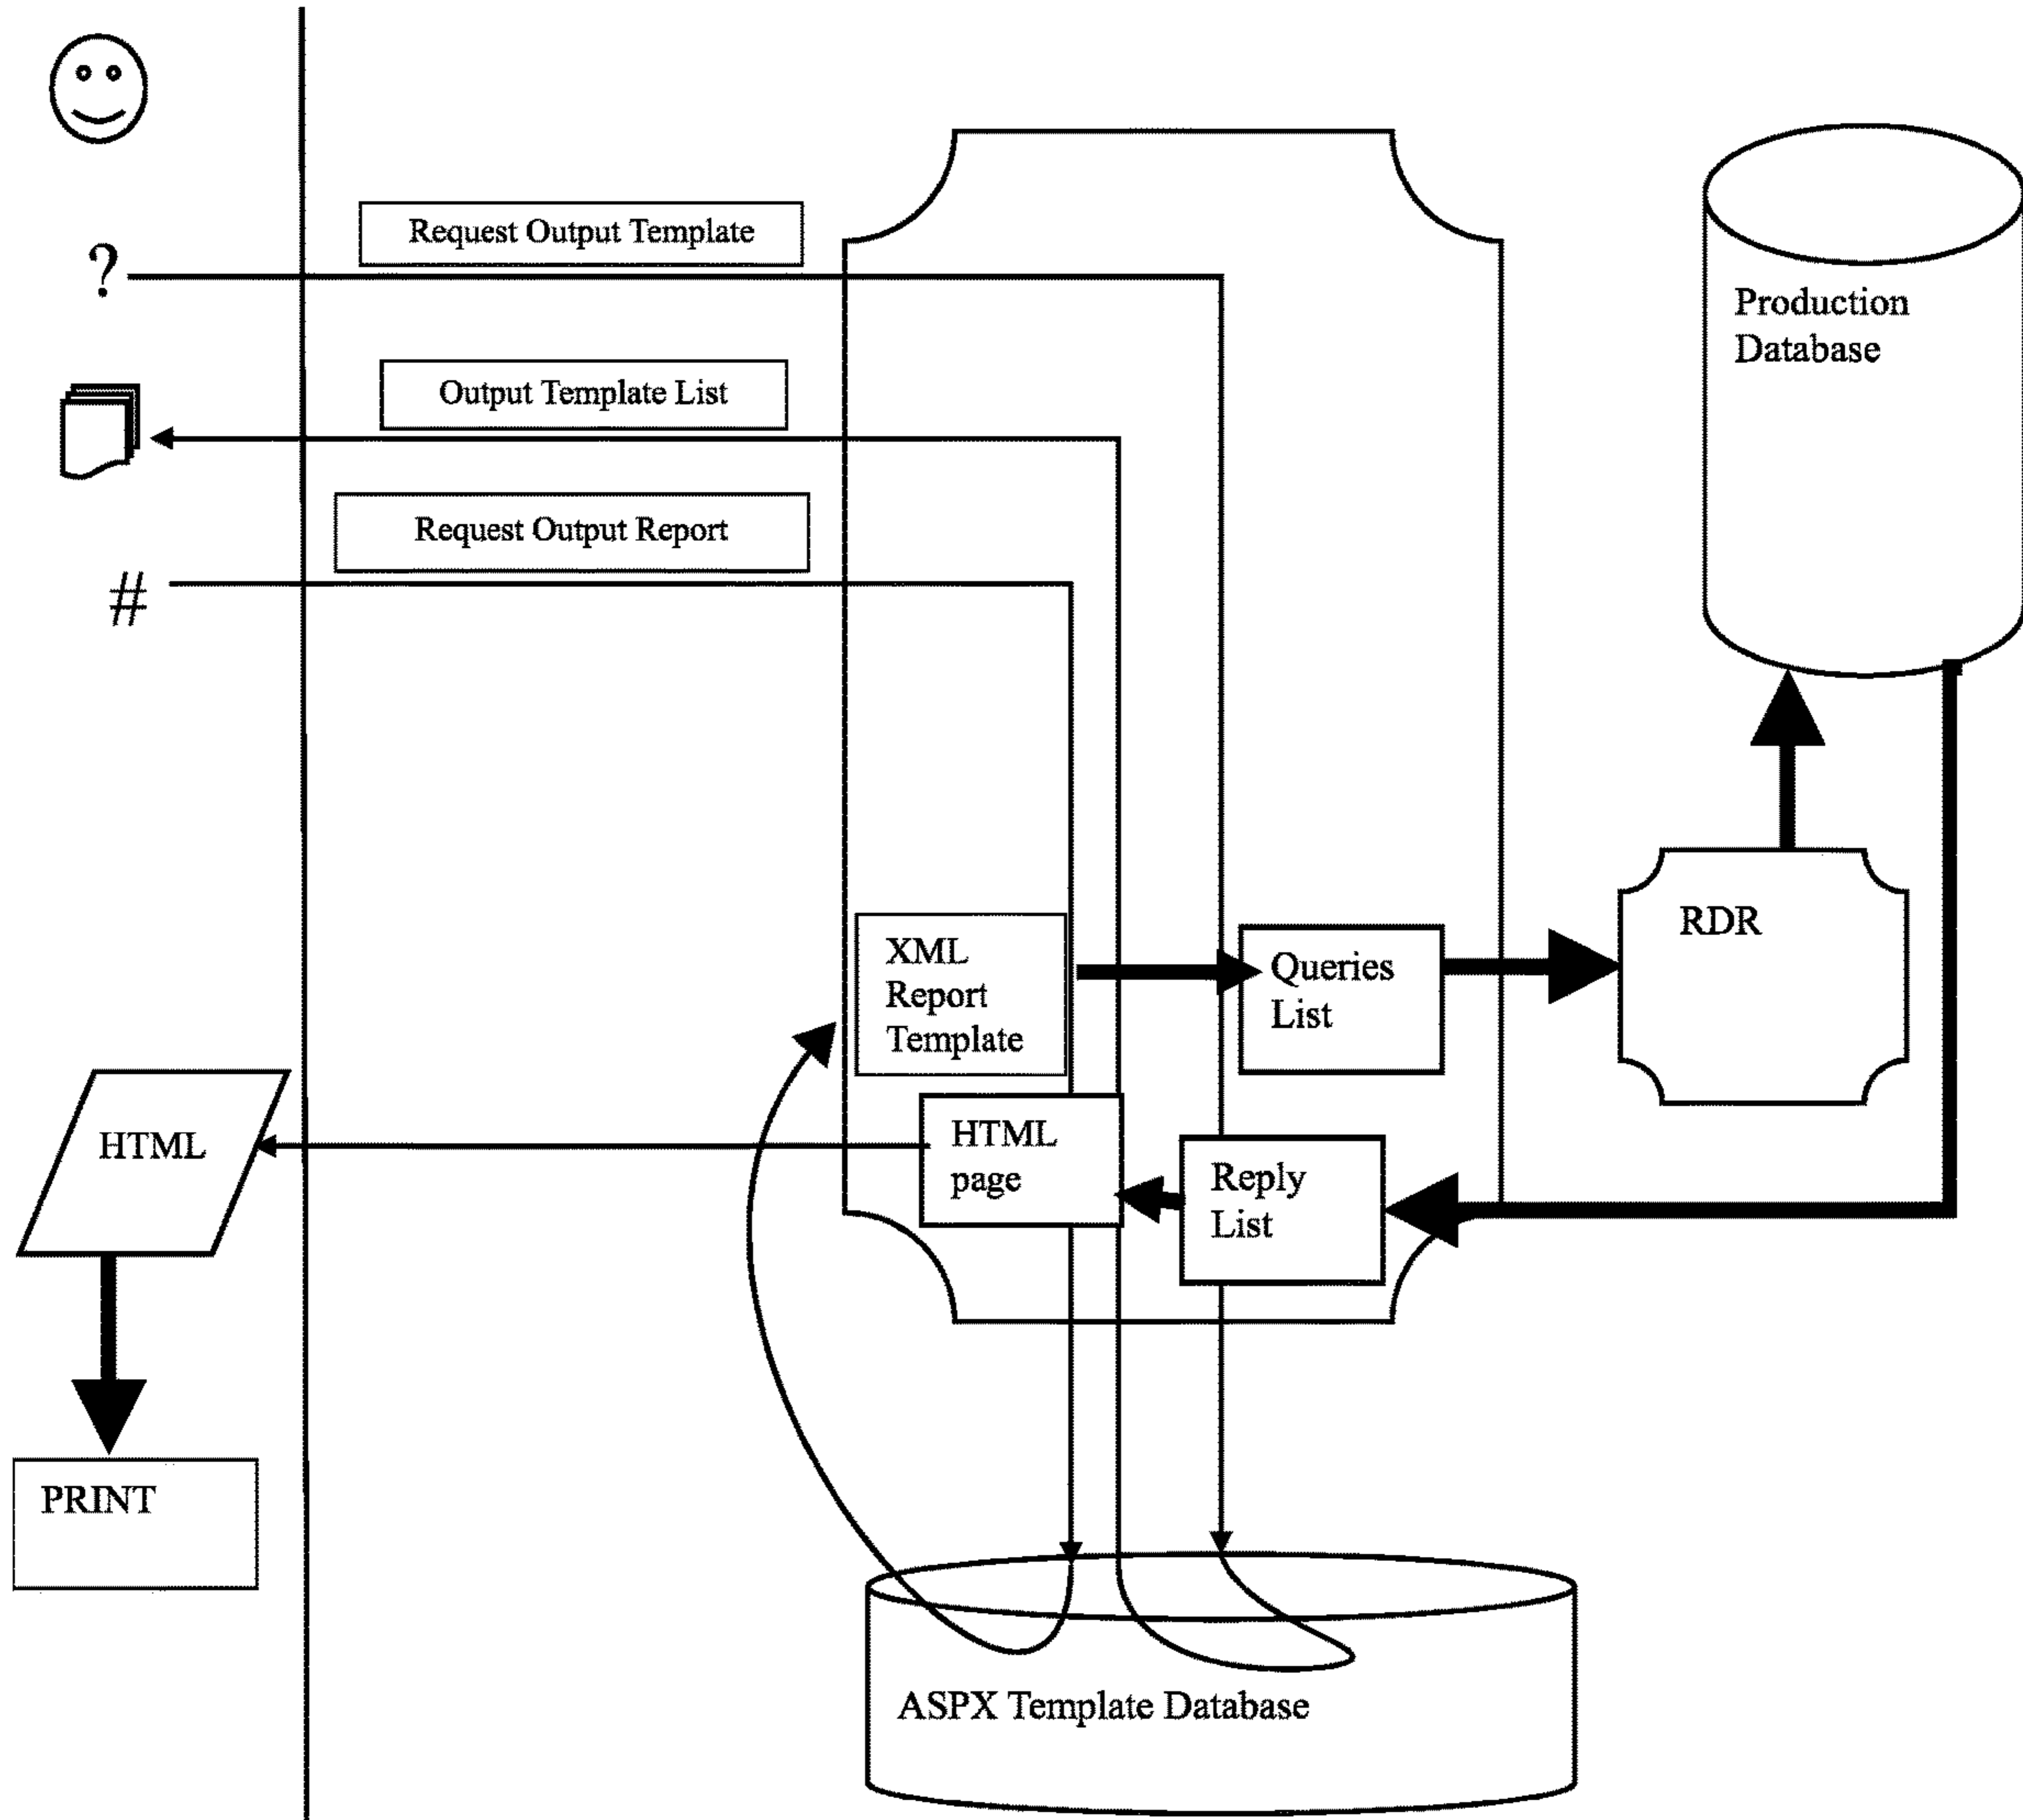 Request Output Template
?
Production
Database
Output Template List
Request Output Report
#
XML
Report
Template
Queries
List
RDR
HTML
HTML
page
Reply
List
PRINT
ASPX Template Database